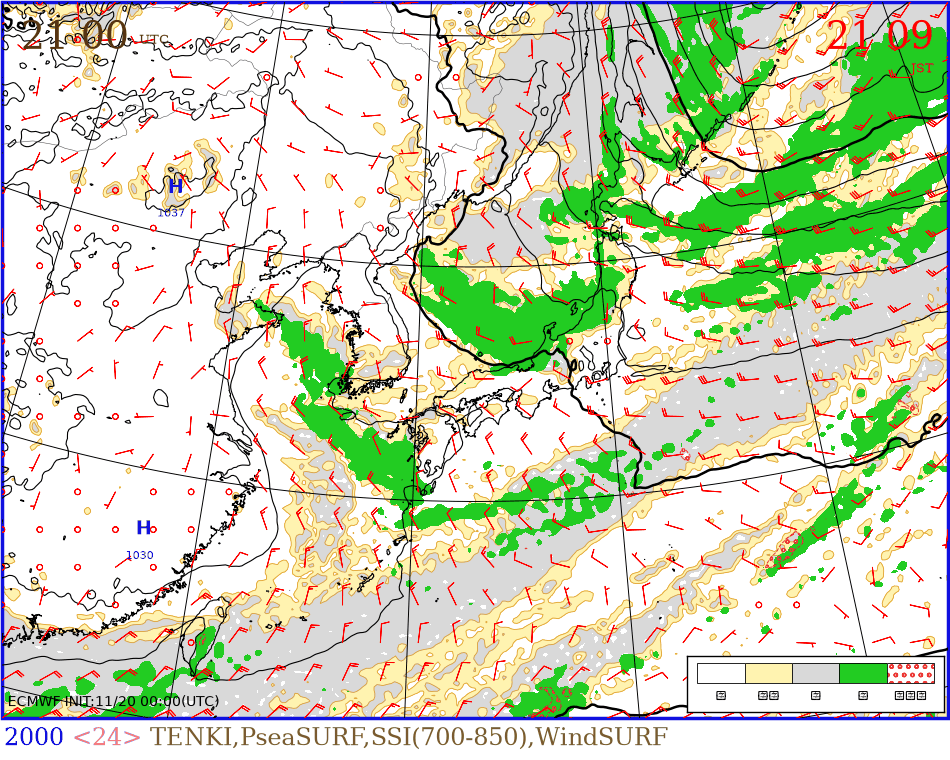 21 00 UTC
21 09
JST
H
1037
H
1030
ECMWF INIT:11/20 00:00(UTC)
2000 <24> TENKI,PseaSURF,SSI(700-850),WindSURF